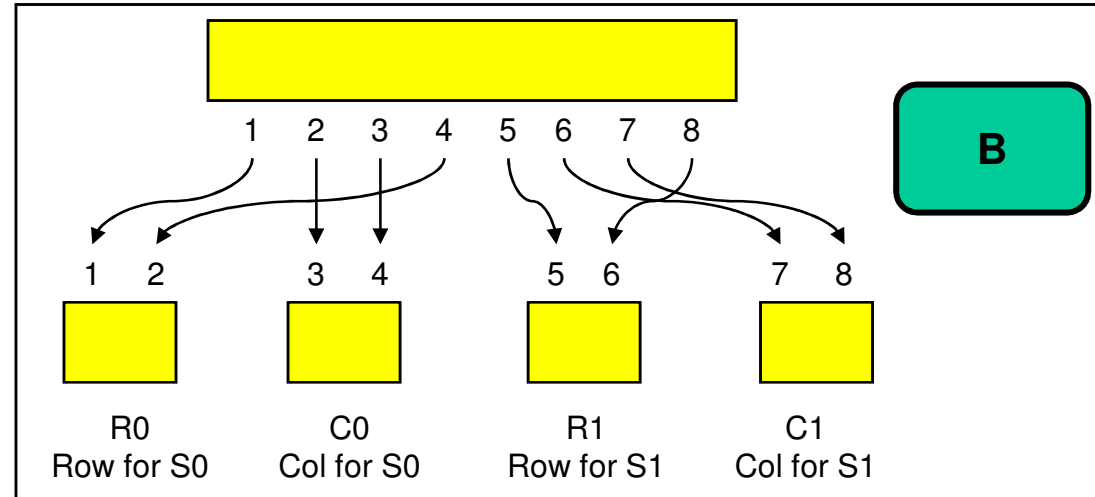 1 2 3 4 5 6 7 8
B
1 2 3 4 5 6 7 8
R0 C0 R1 C1
Row for S0 Col for S0 Row for S1 Col for S1